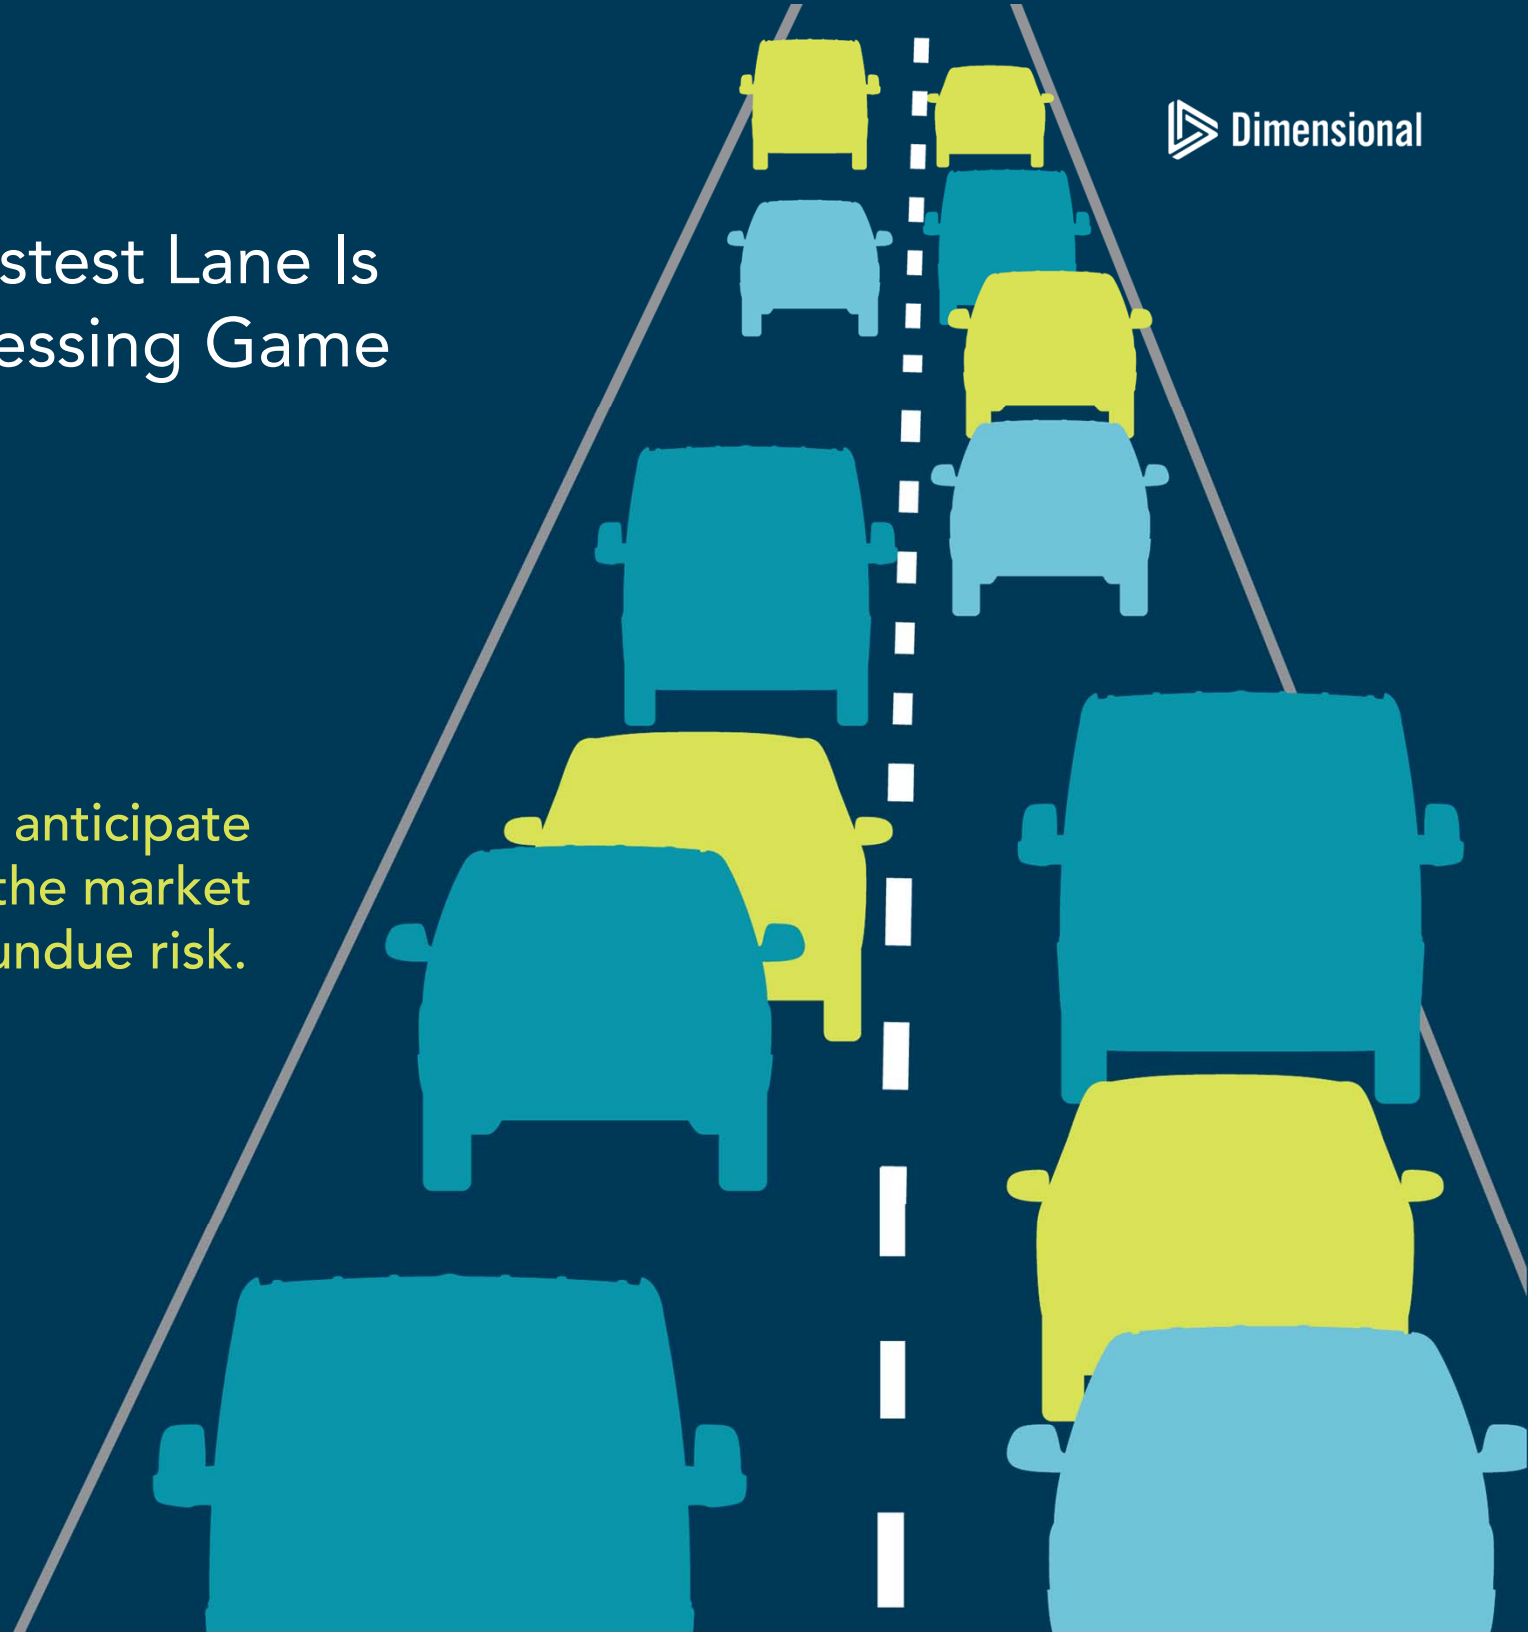 Dimensional
stest Lane Is
essing Game
anticipate
the market
undue risk.